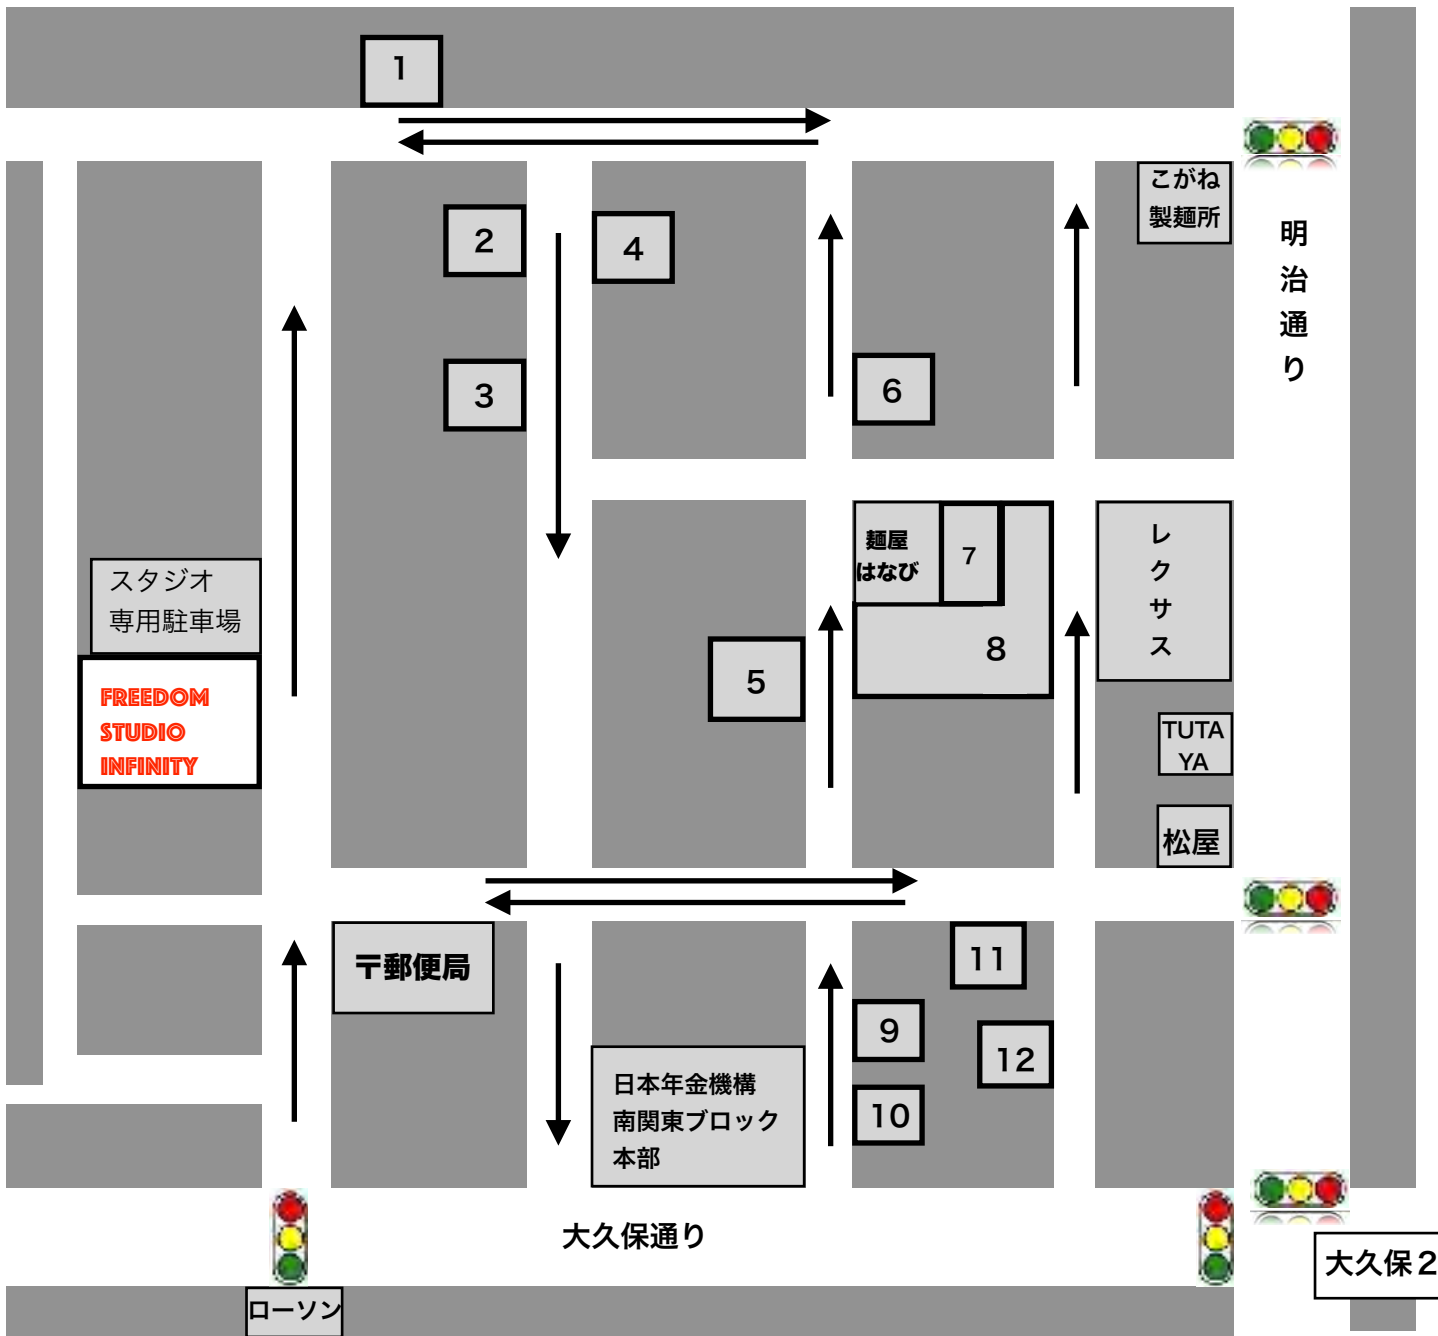 1
こがね
製麺所
2
4
明
治
通
り
3
6
レ
ク
サ
ス
麺屋
はなび
7
スタジオ
専用駐車場
8
5
FREEDOM
STUDIO
INFINITY
TUTA
YA
松屋
〒郵便局
11
9
12
10
日本年金機構
南関東ブロック
本部
大久保通り
大久保2
ローソン